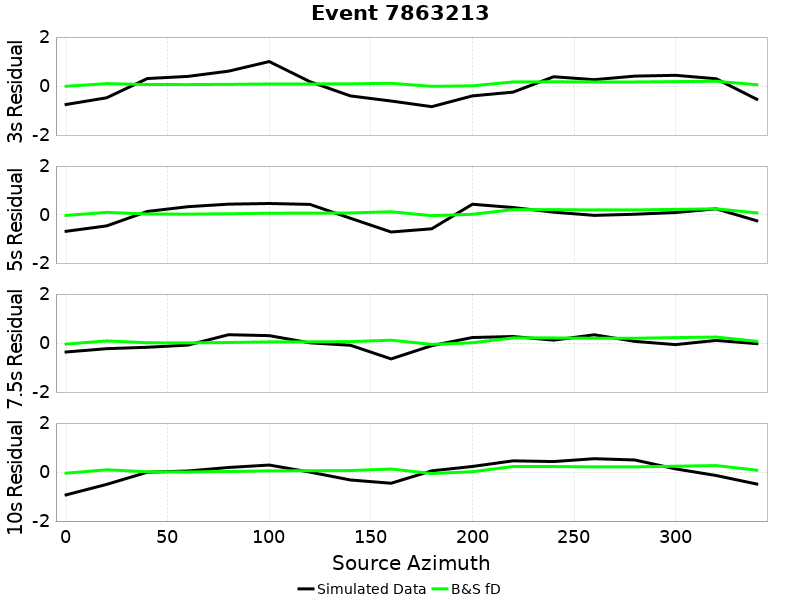 Event 7863213
3s Residual
2
0
-2
5s Residual
2
0
-2
7.5s Residual
2
0
-2
10s Residual
2
0
-2
0 50 100 150 200 250 300
Source Azimuth
Simulated Data B&S fD